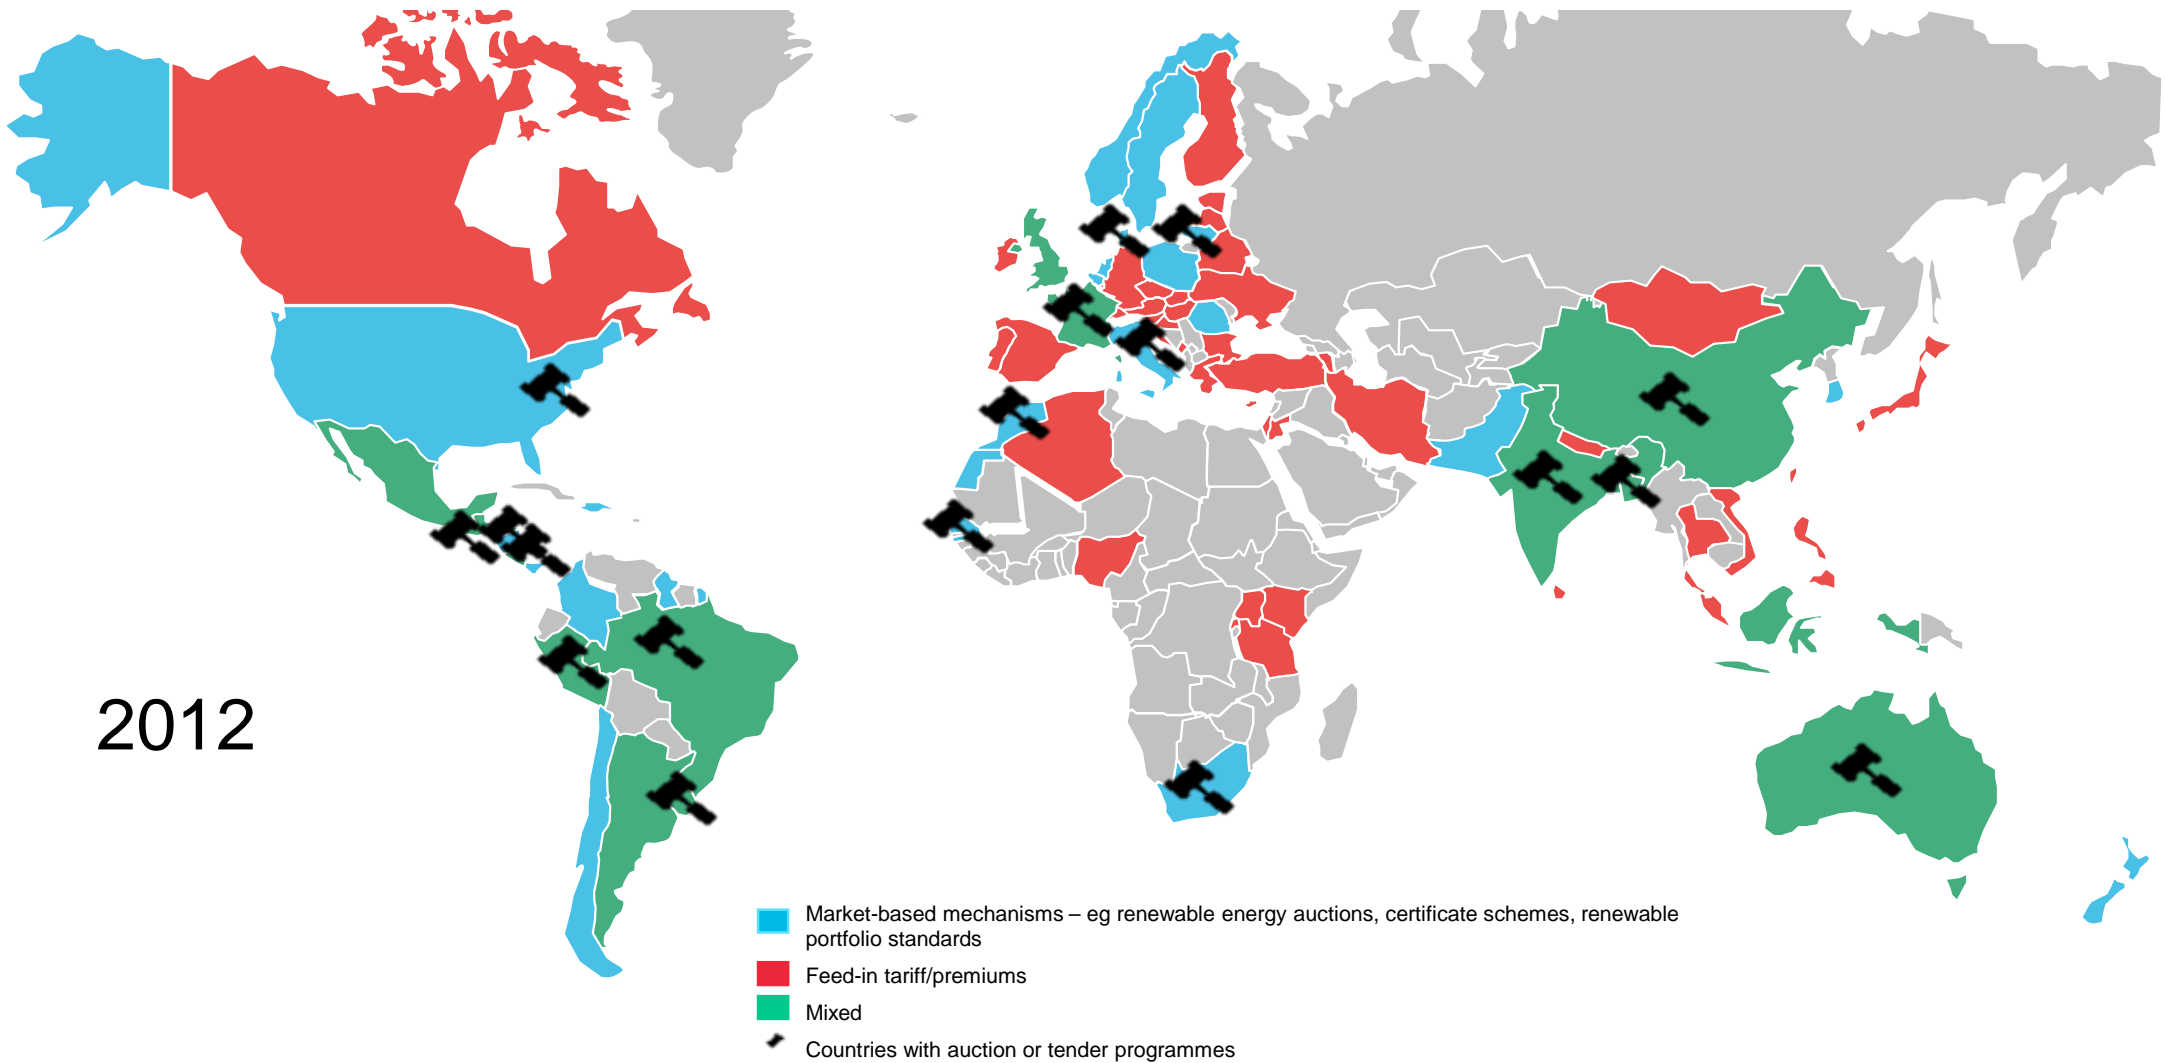 2012
Market-based mechanisms – eg renewable energy auctions, certificate schemes, renewable
portfolio standards
Feed-in tariff/premiums
Mixed
Countries with auction or tender programmes